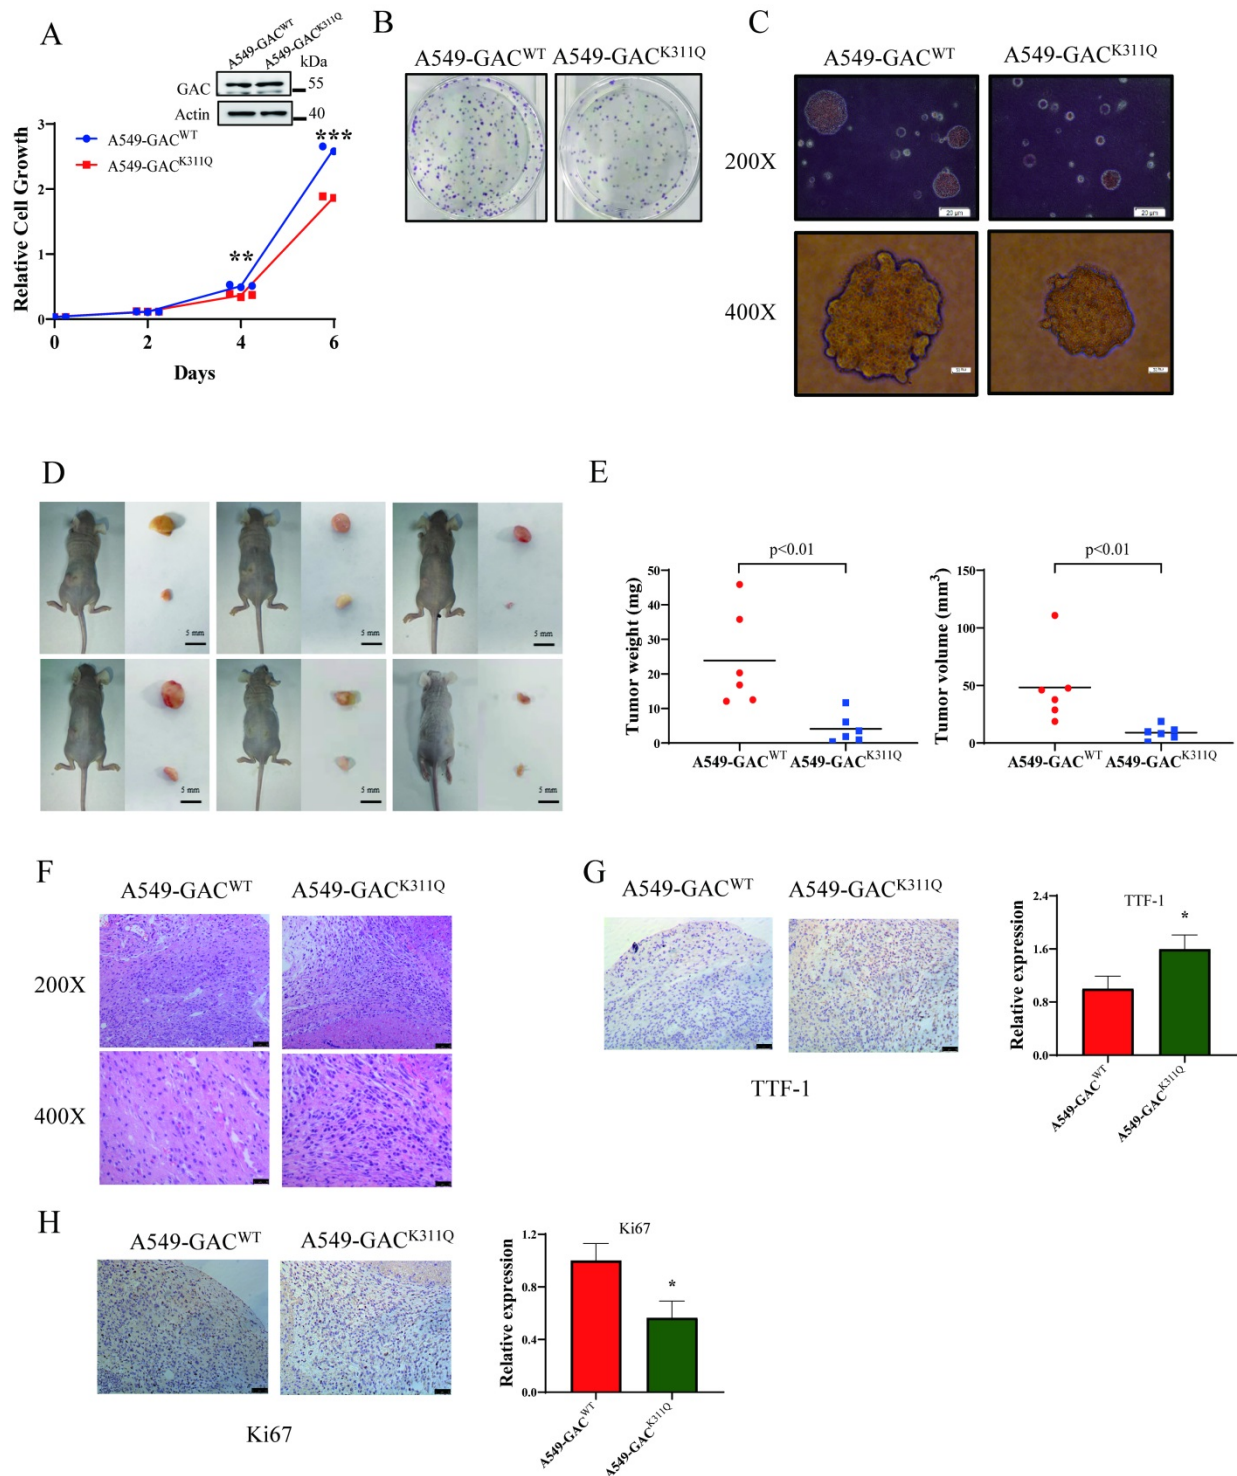 A
A549-GAC^WT
A549-GAC^K311Q
kDa
GAC
55
Actin
40
Relative Cell Growth
3
2
1
0
A549-GAC^WT
A549-GAC^K311Q
**
***
0 2 4 6
Days
B
A549-GAC^WT A549-GAC^K311Q
C
A549-GAC^WT A549-GAC^K311Q
200X
20 µm
20 µm
400X
D
5 mm
5 mm
5 mm
5 mm
5 mm
5 mm
E
p<0.01
Tumor weight (mg)
50
40
30
20
10
0
A549-GAC^WT A549-GAC^K311Q
p<0.01
Tumor volume (mm³)
150
100
50
0
A549-GAC^WT A549-GAC^K311Q
F
A549-GAC^WT A549-GAC^K311Q
200X
400X
G
A549-GAC^WT A549-GAC^K311Q
TTF-1
TTF-1
*
Relative expression
2.4
1.6
0.8
0.0
A549-GAC^WT
A549-GAC^K311Q
H
A549-GAC^WT A549-GAC^K311Q
Ki67
Ki67
*
Relative expression
1.2
0.8
0.4
0.0
A549-GAC^WT
A549-GAC^K311Q